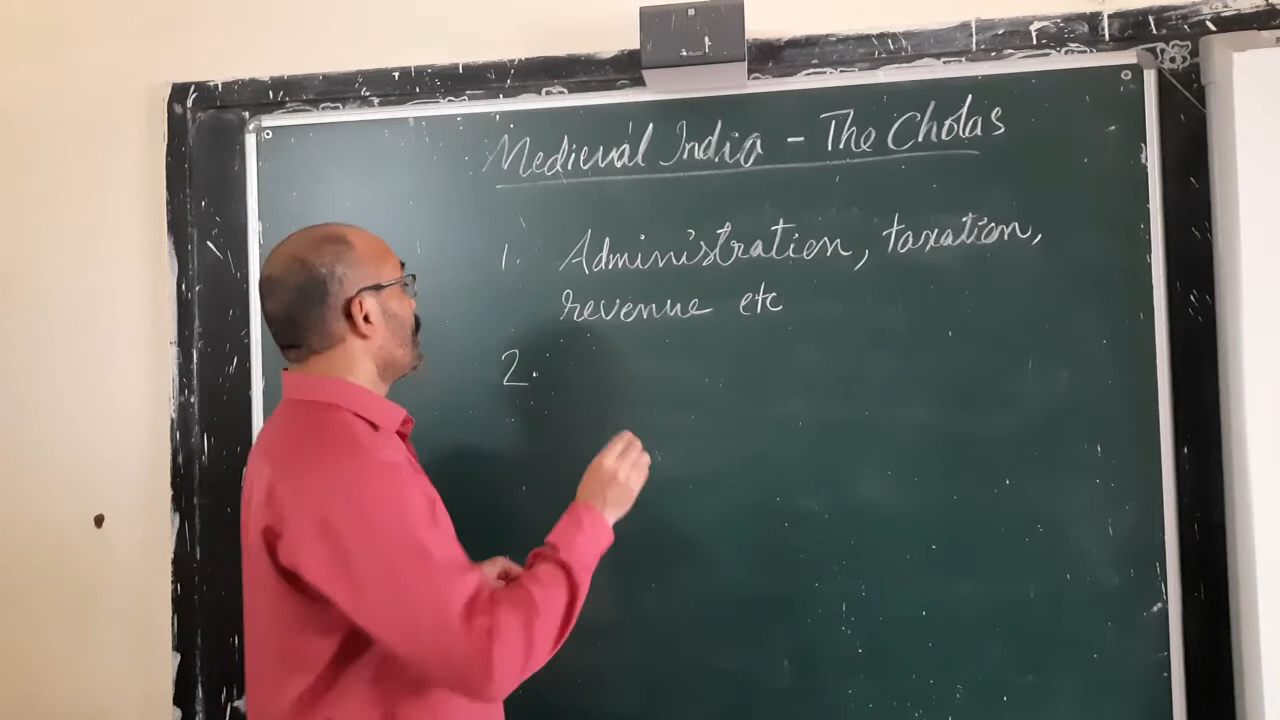 Medieval India - The Cholas
1. Administration, taxation,
revenue etc
2.